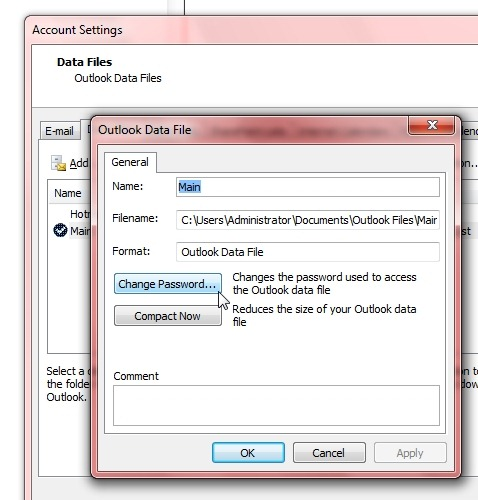 Account Settings
Data Files
Outlook Data Files
E-mail
Add.
Name
Hotm
Main
Select a d
the folde
Outlook.
Outlook Data File
General
Name:
Main
Filename:
C:\Users\Administrator\Documents\Outlook Files\Mair
Format:
Outlook Data File
Change Password...
Changes the password used to access
the Outlook data file
Compact Now
Reduces the size of your Outlook data
file
Comment
OK
Cancel
Apply